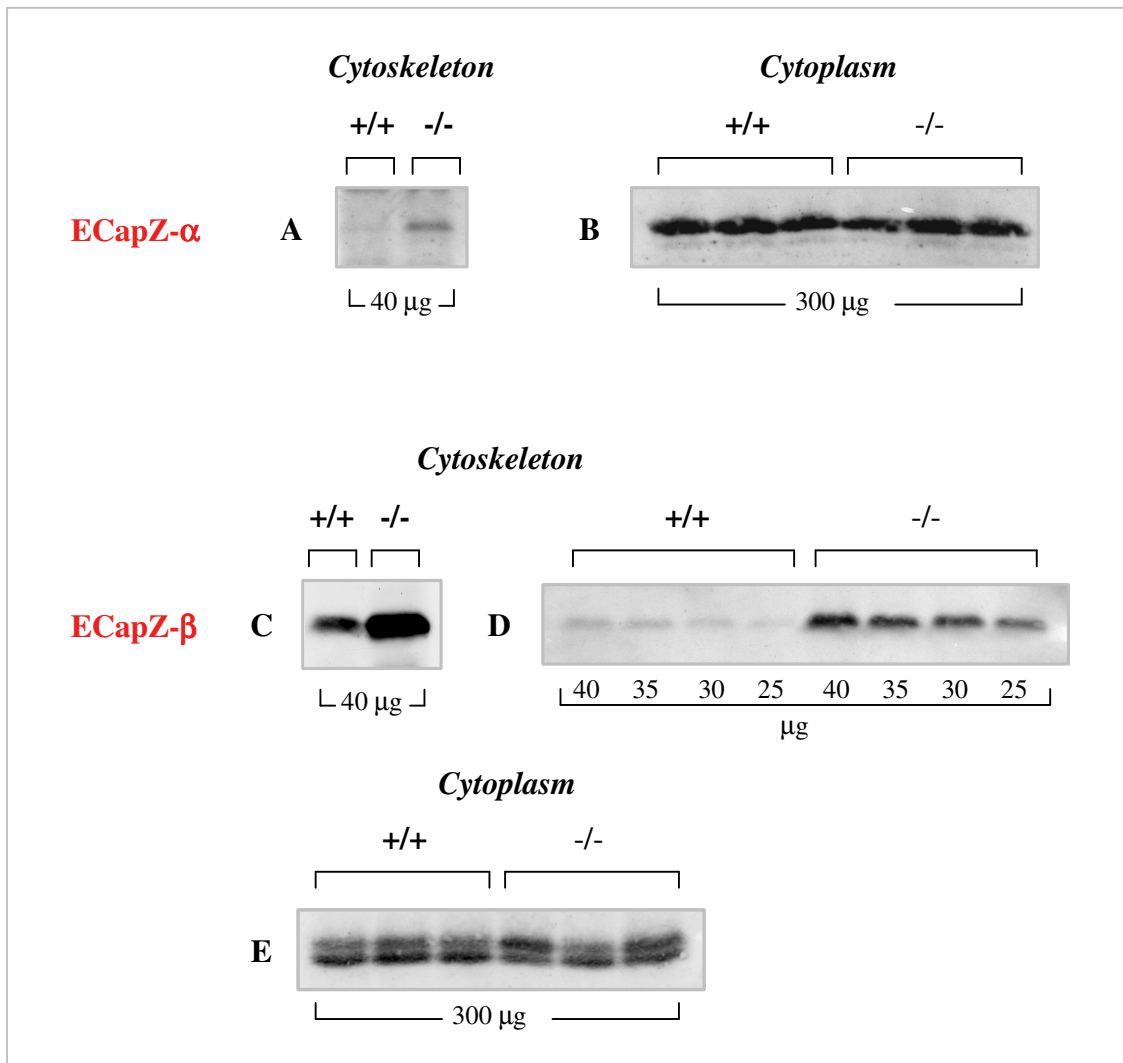 Cytoskeleton Cytoplasm
+/+ -/- +/+ -/-
ECapZ-α A B
40 µg 300 µg
Cytoskeleton
+/+ -/- +/+ -/-
ECapZ-β C D
40 µg 40 35 30 25 40 35 30 25
µg
Cytoplasm
+/+ -/-
E
300 µg